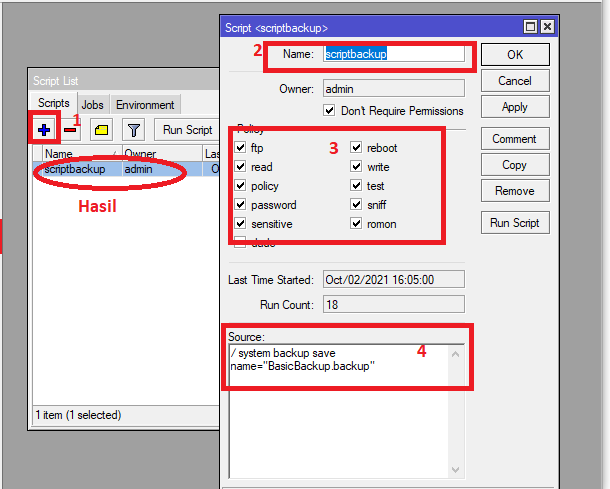 Script <scriptbackup>
2
Name: scriptbackup
OK
Owner: admin
Cancel
Don't Require Permissions
Apply
Policy
3
ftp
reboot
read
write
policy
test
password
sniff
sensitive
romon
dude
Comment
Copy
Remove
Run Script
Last Time Started: Oct/02/2021 16:05:00
Run Count: 18
Source:
4
/ system backup save
name="BasicBackup.backup"
Script List
Scripts Jobs Environment
1
Run Script
Name Owner Las
scriptbackup admin O
Hasil
1 item (1 selected)